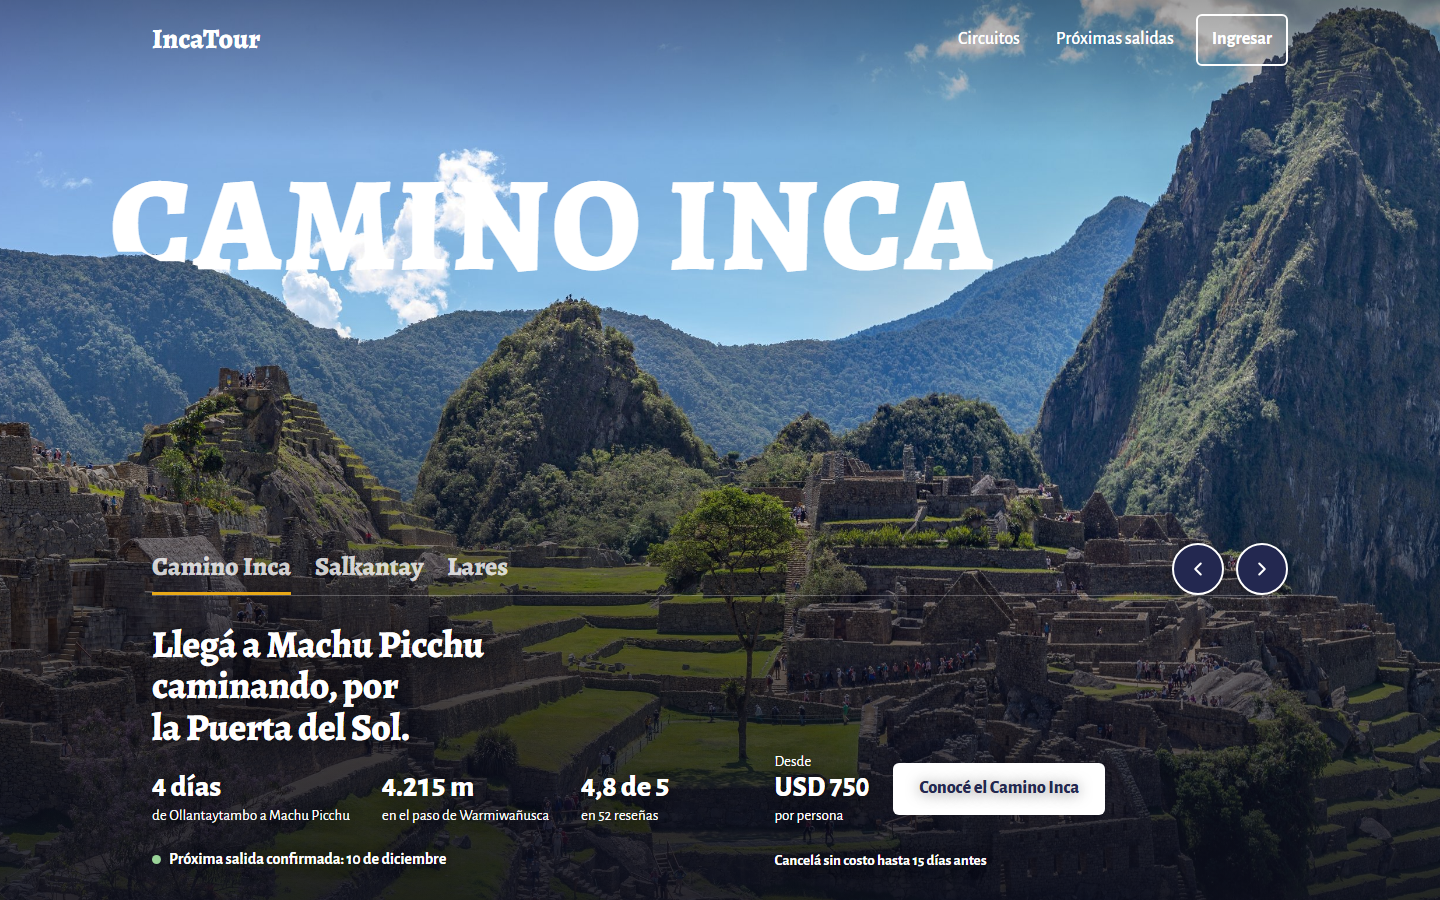 IncaTour
Circuitos
Próximas salidas
Ingresar
CAMINO INCA
Camino Inca
Salkantay
Lares
Llegá a Machu Picchu
caminando, por
la Puerta del Sol.
4 días
de Ollantaytambo a Machu Picchu
4.215 m
en el paso de Warmiwañusca
4,8 de 5
en 52 reseñas
Próxima salida confirmada: 10 de diciembre
Desde
USD 750
por persona
Conocé el Camino Inca
Cancelá sin costo hasta 15 días antes